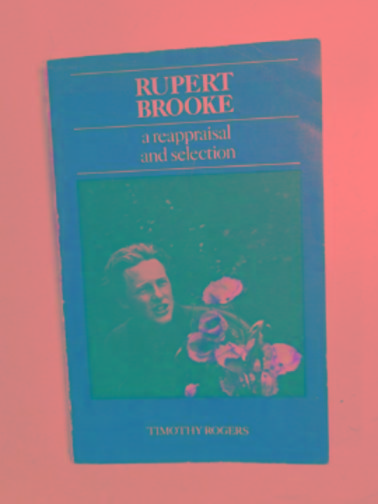 RUPERT
BROOKE
a reappraisal
and selection
TIMOTHY ROGERS